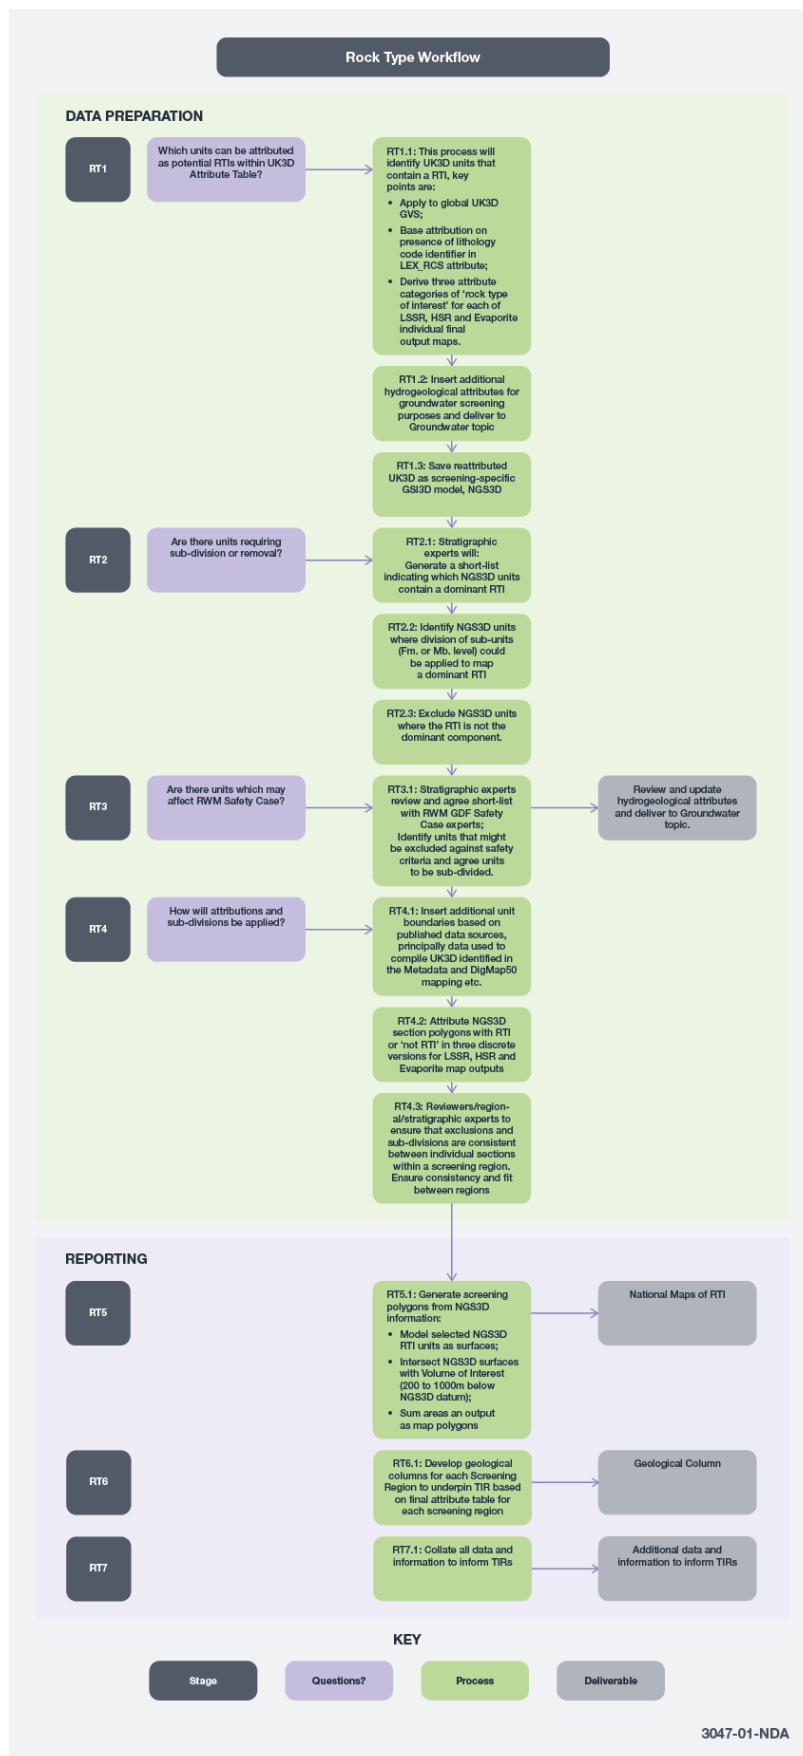 Rock Type Workflow
DATA PREPARATION
RT1
Which units can be attributed
as potential RTIs within UK3D
Attribute Table?
RT1.1: This process will
identify UK3D units that
contain a RTI, key
points are:
• Apply to global UK3D
GVS;
• Base attribution on
presence of lithology
code identifier in
LEX_RCS attribute;
• Derive three attribute
categories of ‘rock type
of interest’ for each of
LSSR, HSR and Evaporite
individual final
output maps.
RT1.2: Insert additional
hydrogeological attributes for
groundwater screening
purposes and deliver to
Groundwater topic
RT1.3: Save reattributed
UK3D as screening-specific
GSI3D model, NGS3D
RT2
Are there units requiring
sub-division or removal?
RT2.1: Stratigraphic
experts will:
Generate a short-list
indicating which NGS3D units
contain a dominant RTI
RT2.2: Identify NGS3D units
where division of sub-units
(Fm. or Mb. level) could
be applied to map
a dominant RTI
RT2.3: Exclude NGS3D units
where the RTI is not the
dominant component.
RT3
Are there units which may
affect RWM Safety Case?
RT3.1: Stratigraphic experts
review and agree short-list
with RWM GDF Safety
Case experts;
Identify units that might
be excluded against safety
criteria and agree units
to be sub-divided.
Review and update
hydrogeological attributes
and deliver to Groundwater
topic.
RT4
How will attributions and
sub-divisions be applied?
RT4.1: Insert additional unit
boundaries based on
published data sources,
principally data used to
compile UK3D identified in
the Metadata and DigMap50
mapping etc.
RT4.2: Attribute NGS3D
section polygons with RTI
or ‘not RTI’ in three discrete
versions for LSSR, HSR and
Evaporite map outputs
RT4.3: Reviewers/region-
al/stratigraphic experts to
ensure that exclusions and
sub-divisions are consistent
between individual sections
within a screening region.
Ensure consistency and fit
between regions
REPORTING
RT5
RT5.1: Generate screening
polygons from NGS3D
information:
• Model selected NGS3D
RTI units as surfaces;
• Intersect NGS3D surfaces
with Volume of Interest
(200 to 1000m below
NGS3D datum);
• Sum areas an output
as map polygons
National Maps of RTI
RT6
RT6.1: Develop geological
columns for each Screening
Region to underpin TIR based
on final attribute table for
each screening region
Geological Column
RT7
RT7.1: Collate all data and
information to inform TIRs
Additional data and
information to inform TIRs
KEY
Stage
Questions?
Process
Deliverable
3047-01-NDA